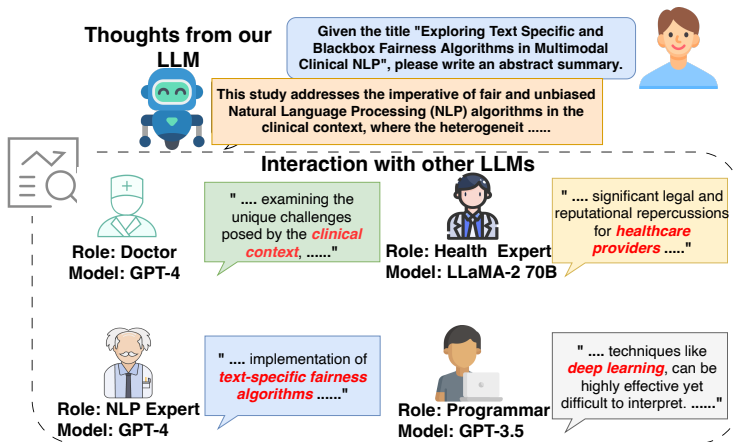 Thoughts from our
LLM
Given the title "Exploring Text Specific and
Blackbox Fairness Algorithms in Multimodal
Clinical NLP", please write an abstract summary.
This study addresses the imperative of fair and unbiased
Natural Language Processing (NLP) algorithms in the
clinical context, where the heterogeneit ......
Interaction with other LLMs
" .... examining the
unique challenges
posed by the clinical
context, ......"
Role: Doctor
Model: GPT-4
" .... significant legal and
reputational repercussions
for healthcare
providers ....."
Role: Health Expert
Model: LLaMA-2 70B
" .... implementation of
text-specific fairness
algorithms ......"
Role: NLP Expert
Model: GPT-4
" .... techniques like
deep learning, can be
highly effective yet
difficult to interpret. ......"
Role: Programmar
Model: GPT-3.5